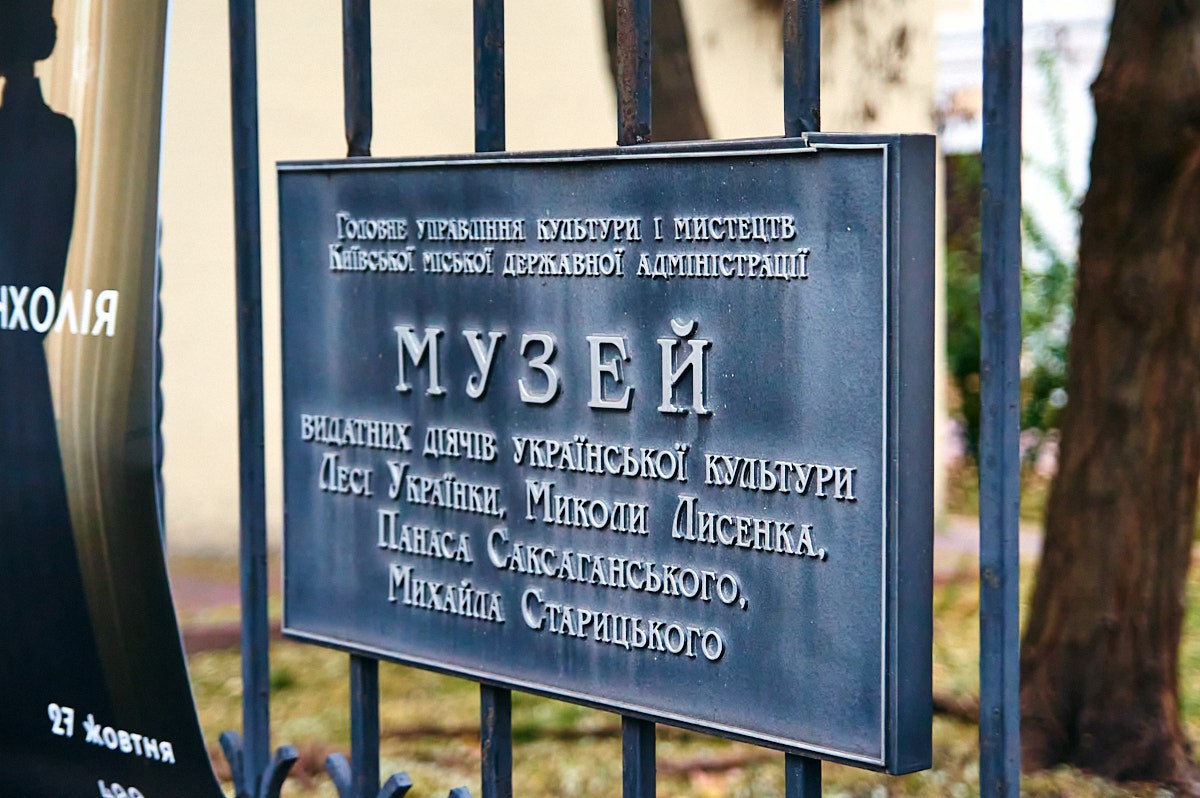 Головне управління культури і мистецтв
Київської міської державної адміністрації
МУЗЕЙ
видатних діячів української культури
Лесі Українки, Миколи Лисенка,
Панаса Саксаганського,
Михайла Старицького
нхолія
27 жовтня